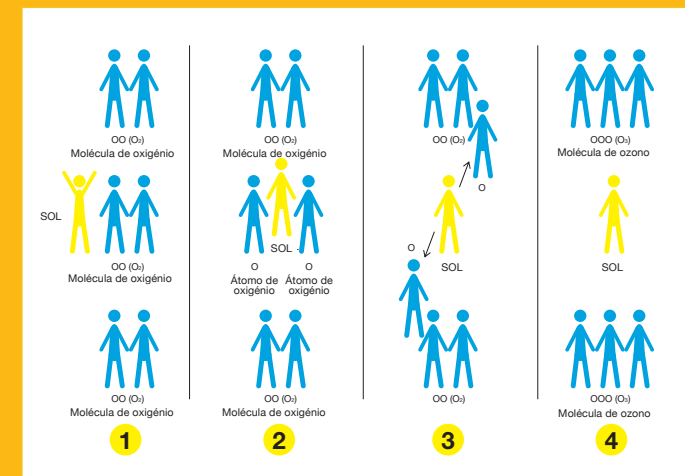 OO (O₂)
Molécula de oxigénio
SOL
OO (O₂)
Molécula de oxigénio
OO (O₂)
Molécula de oxigénio
1
OO (O₂)
Molécula de oxigénio
SOL
O
Átomo de
oxigénio
O
Átomo de
oxigénio
OO (O₂)
Molécula de oxigénio
2
OO (O₂)
O
SOL
O
OO (O₂)
3
OOO (O₃)
Molécula de ozono
SOL
OOO (O₃)
Molécula de ozono
4